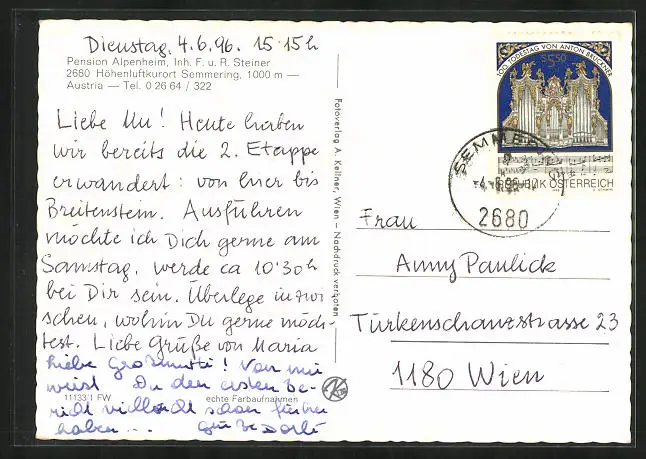 Dienstag, 4.6.96. 15 15h
Pension Alpenheim, Inh. F. u. R. Steiner
2680 Höhenluftkurort Semmering, 1000 m —
Austria — Tel. 0 26 64 / 322
Liebe Mu! Heute haben
wir bereits die 2. Etappe
erwandert: von hier bis
Breitenstein. Ausführen
möchte ich Dich gerne am
Samstag, werde ca 10'30h
bei Dir sein. Überlege inzwi
schen, wohin Du gerne möch-
test. Liebe Grüße von Maria
Liebe Großmutti! Von mir
wirst Du den ersten Be-
richt vielleicht schon früher
haben... Dorli
11133/1 FW
echte Farbaufnahmen
Fotoverlag A. Kellner, Wien – Nachdruck verboten
100. TODESTAG VON ANTON BRUCKNER
S 5.50
REPUBLIK ÖSTERREICH
SEMMERING
2680
Frau
Anny Paulick
Türkenschanzstrasse 23
1180 Wien